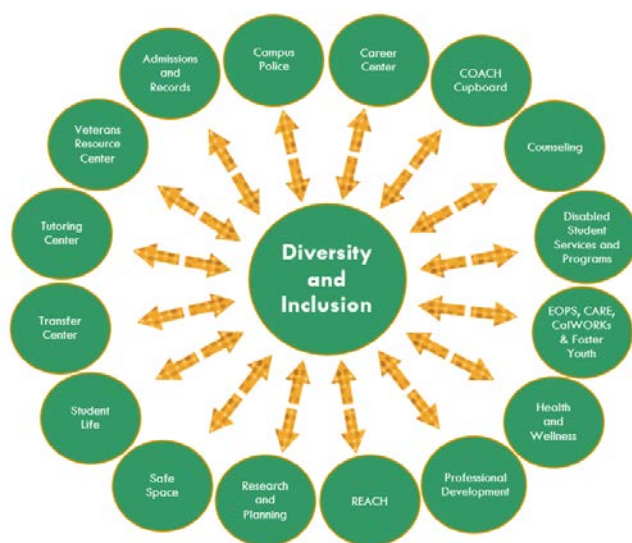 Diversity
and
Inclusion
Campus
Police
Career
Center
COACH
Cupboard
Counseling
Disabled
Student
Services and
Programs
EOPS, CARE,
CalWORKs
& Foster
Youth
Health
and
Wellness
Professional
Development
REACH
Research
and
Planning
Safe
Space
Student
Life
Transfer
Center
Tutoring
Center
Veterans
Resource
Center
Admissions
and
Records